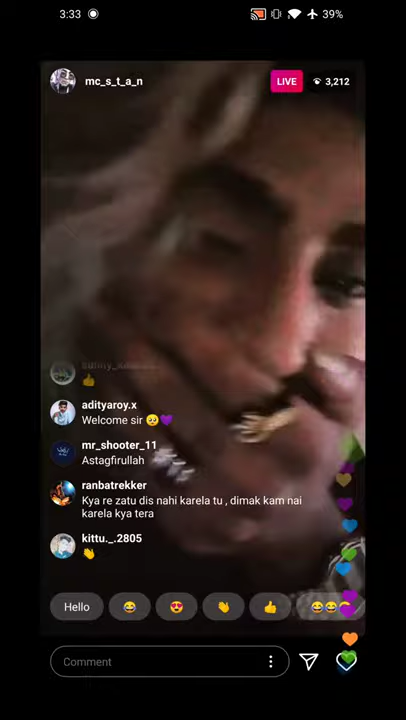 3:33
39%
mc_s_t_a_n
LIVE
3,212
👍
adityaroy.x
Welcome sir 🥺💜
mr_shooter_11
Astagfirullah
ranbatrekker
Kya re zatu dis nahi karela tu , dimak kam nai
karela kya tera
kittu._.2805
👏
Hello 😂 😍 👏 👍 😂😂
Comment